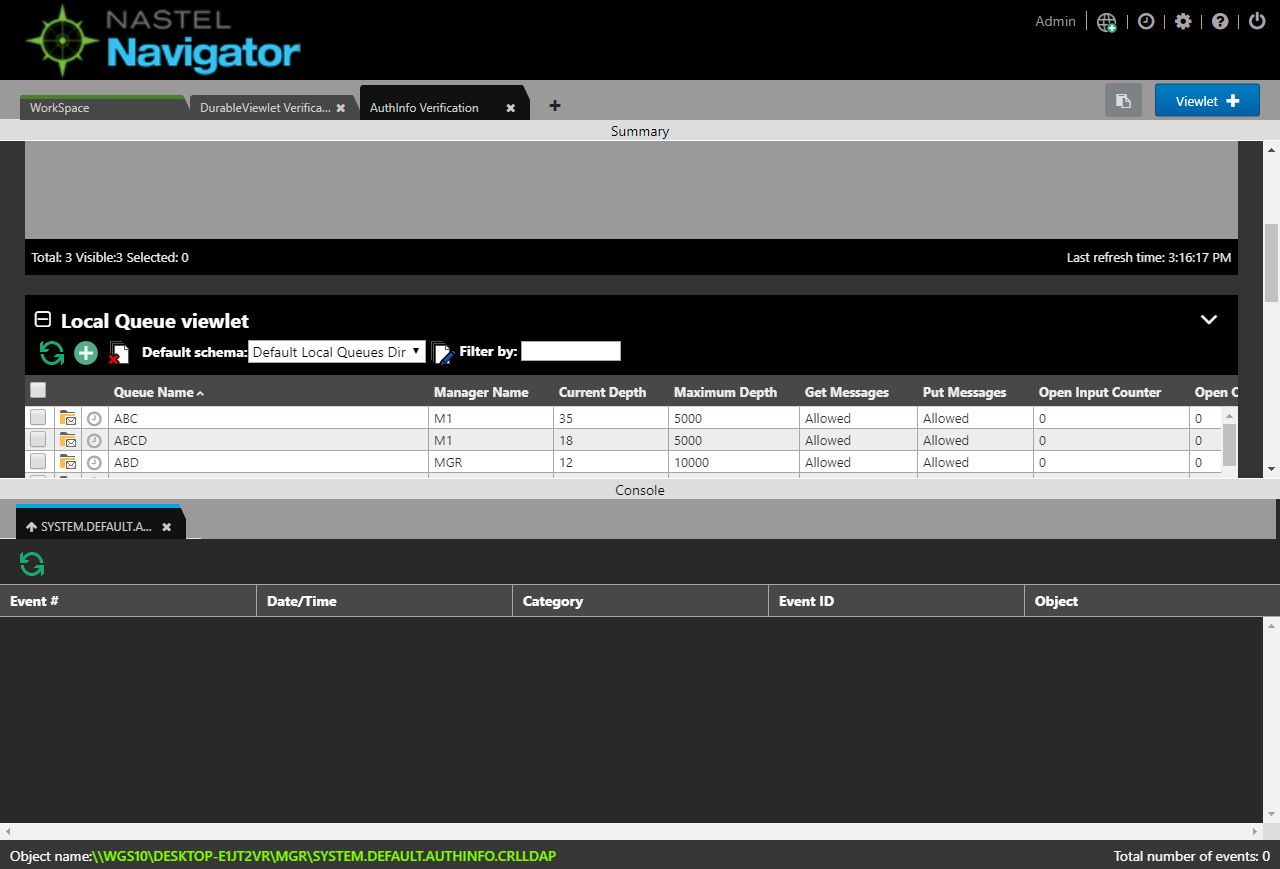 NASTEL
Navigator
Admin
WorkSpace
DurableViewlet Verifica...
AuthInfo Verification
Viewlet
Summary
Total: 3 Visible:3 Selected: 0
Last refresh time: 3:16:17 PM
Local Queue viewlet
Default schema: Default Local Queues Dir
Filter by:
Queue Name Manager Name Current Depth Maximum Depth Get Messages Put Messages Open Input Counter Open
ABC M1 35 5000 Allowed Allowed 0 0
ABCD M1 18 5000 Allowed Allowed 0 0
ABD MGR 12 10000 Allowed Allowed 0 0
Console
SYSTEM.DEFAULT.A...
Event # Date/Time Category Event ID Object
Object name:\\WGS10\DESKTOP-E1JT2VR\MGR\SYSTEM.DEFAULT.AUTHINFO.CRLLDAP
Total number of events: 0